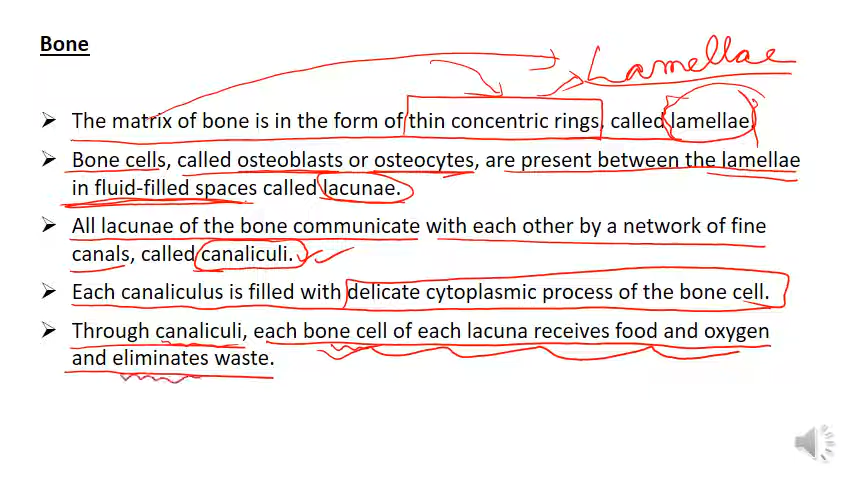 Bone
Lamellae
➢ The matrix of bone is in the form of thin concentric rings, called lamellae.
➢ Bone cells, called osteoblasts or osteocytes, are present between the lamellae
in fluid-filled spaces called lacunae.
➢ All lacunae of the bone communicate with each other by a network of fine
canals, called canaliculi.
➢ Each canaliculus is filled with delicate cytoplasmic process of the bone cell.
➢ Through canaliculi, each bone cell of each lacuna receives food and oxygen
and eliminates waste.